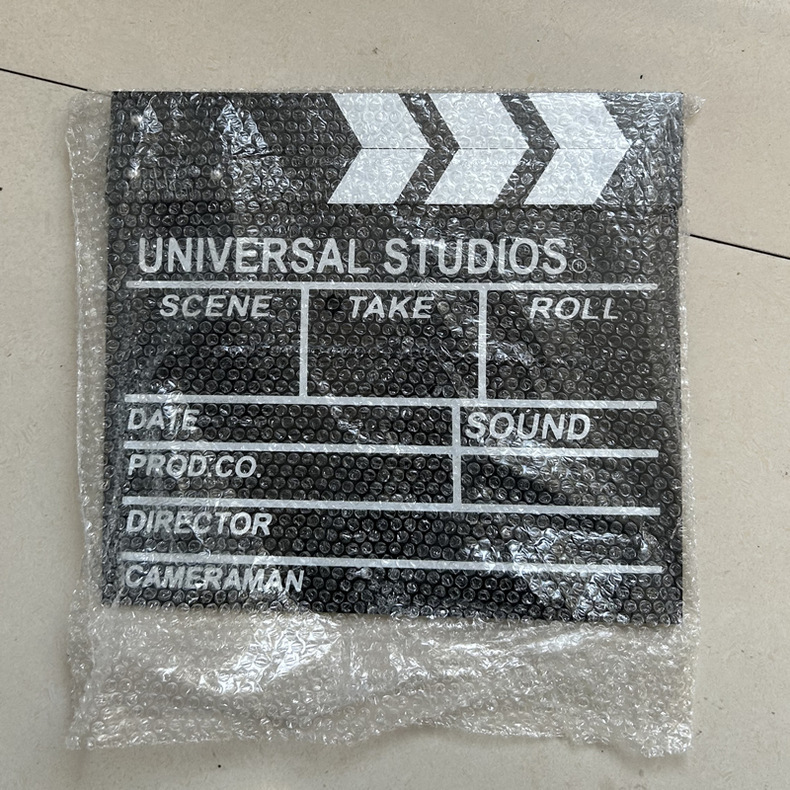 UNIVERSAL STUDIOS®
SCENE TAKE ROLL
DATE SOUND
PROD.CO.
DIRECTOR
CAMERAMAN